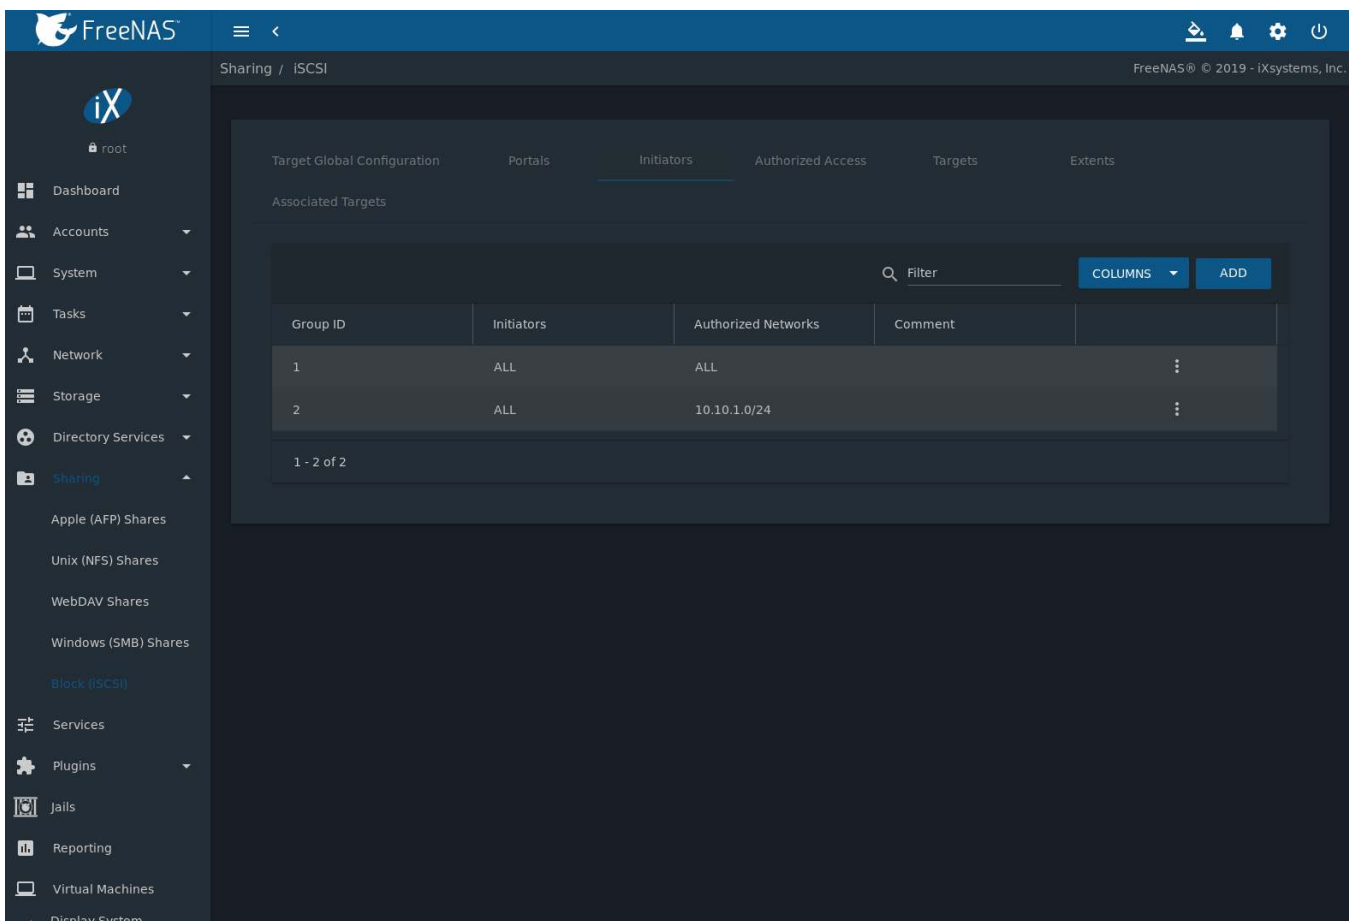 FreeNAS™
Sharing / iSCSI
FreeNAS® © 2019 - iXsystems, Inc.
iX
root
Dashboard
Accounts
System
Tasks
Network
Storage
Directory Services
Sharing
Apple (AFP) Shares
Unix (NFS) Shares
WebDAV Shares
Windows (SMB) Shares
Block (iSCSI)
Services
Plugins
Jails
Reporting
Virtual Machines
Display System
Target Global Configuration Portals Initiators Authorized Access Targets Extents
Associated Targets
Filter COLUMNS ADD
Group ID Initiators Authorized Networks Comment
1 ALL ALL
2 ALL 10.10.1.0/24
1 - 2 of 2